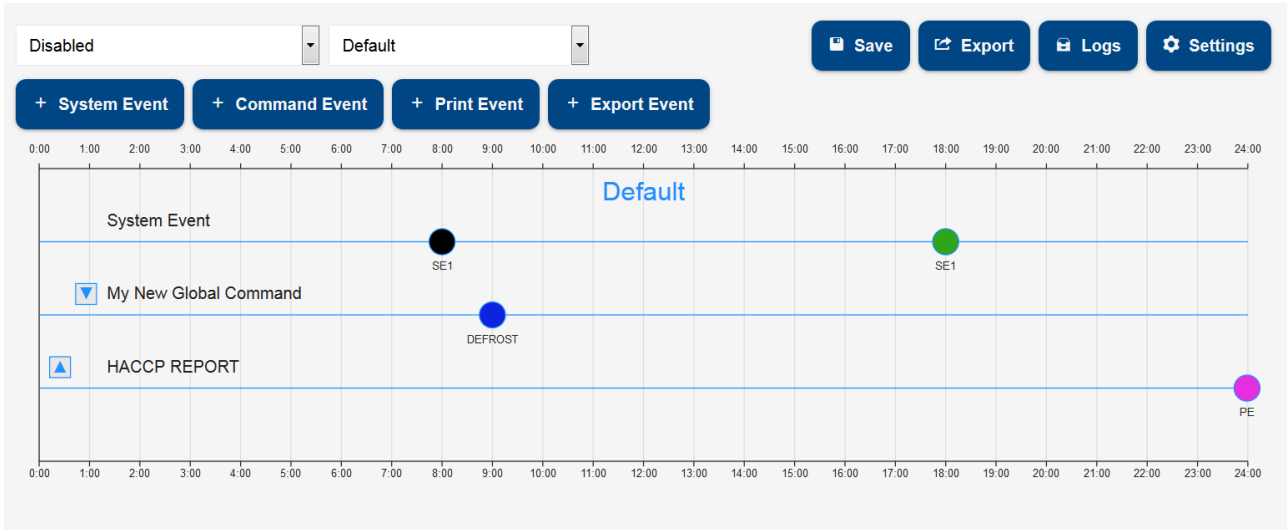 Disabled
Default
Save
Export
Logs
Settings
+ System Event
+ Command Event
+ Print Event
+ Export Event
0:00 1:00 2:00 3:00 4:00 5:00 6:00 7:00 8:00 9:00 10:00 11:00 12:00 13:00 14:00 15:00 16:00 17:00 18:00 19:00 20:00 21:00 22:00 23:00 24:00
Default
System Event
SE1
SE1
My New Global Command
DEFROST
HACCP REPORT
PE
0:00 1:00 2:00 3:00 4:00 5:00 6:00 7:00 8:00 9:00 10:00 11:00 12:00 13:00 14:00 15:00 16:00 17:00 18:00 19:00 20:00 21:00 22:00 23:00 24:00